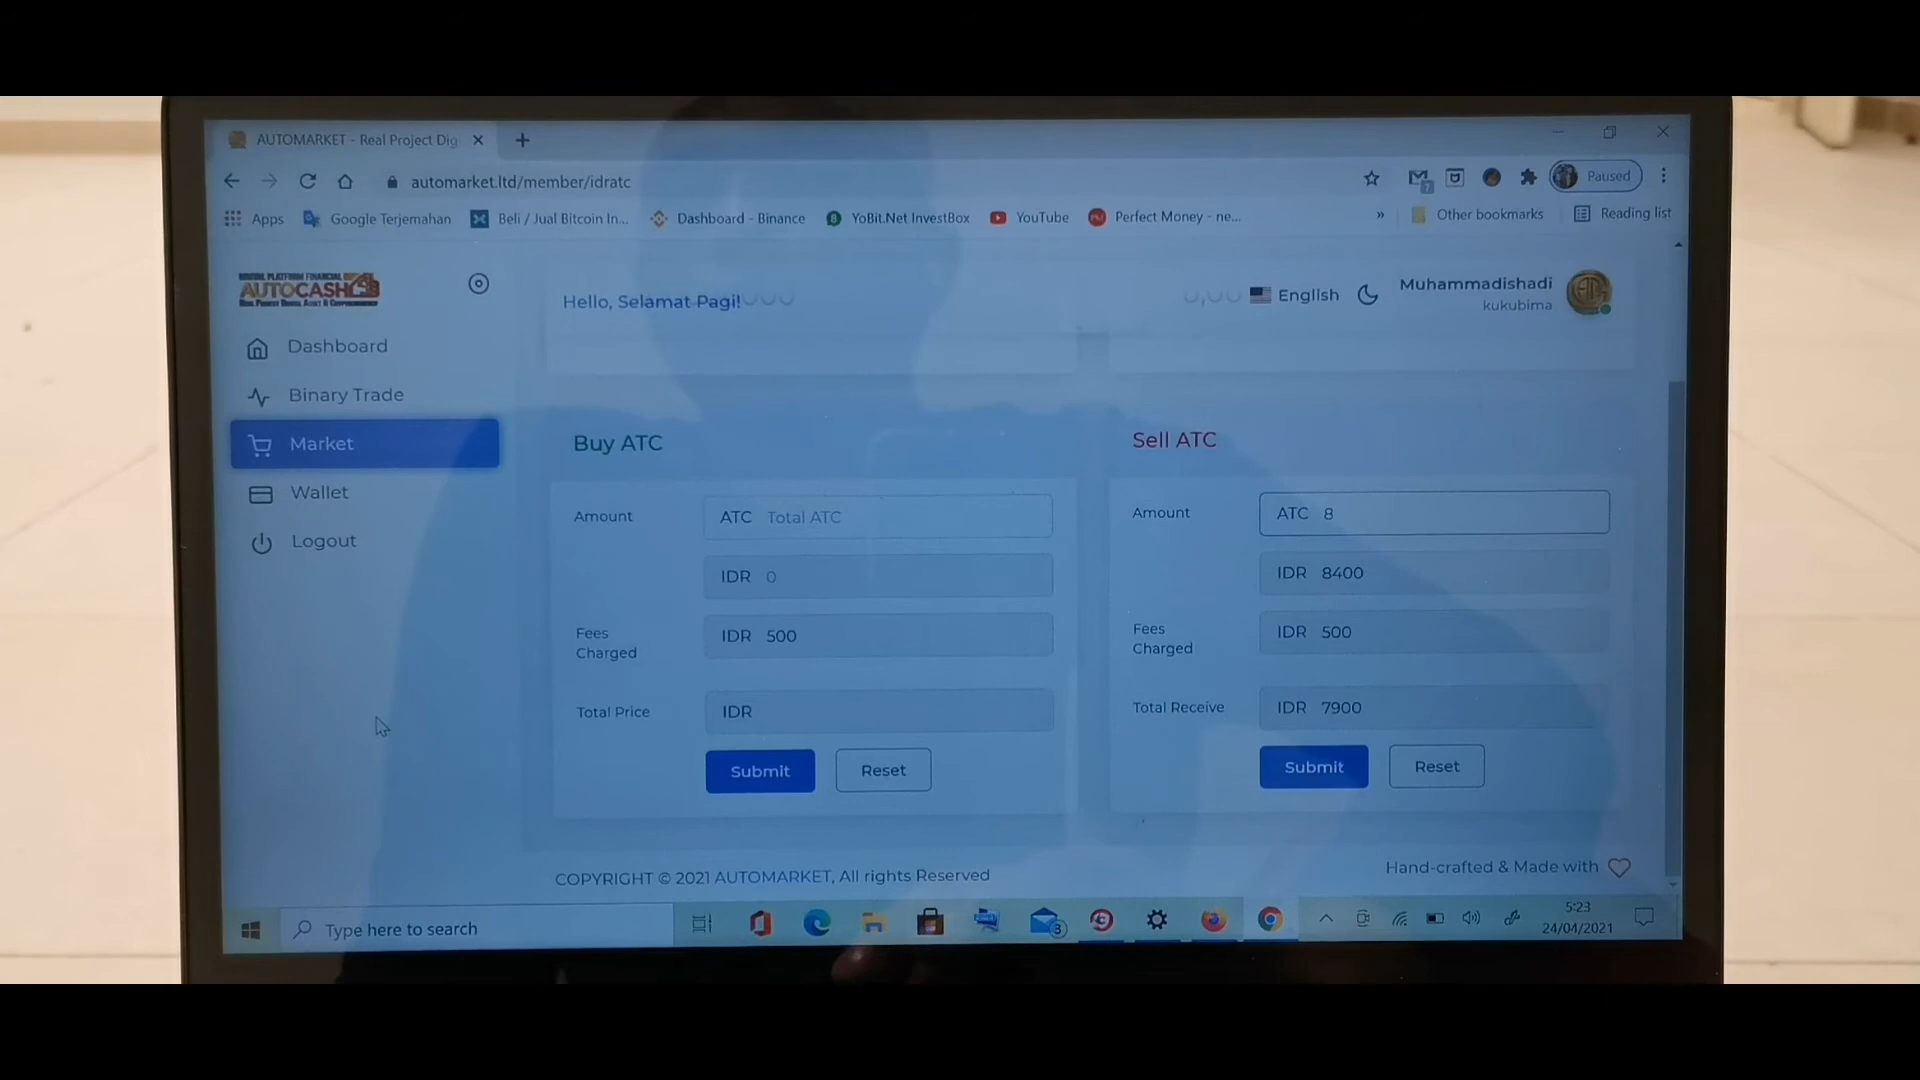 AUTOMARKET - Real Project Dig
automarket.ltd/member/idratc
Paused
Apps
Google Terjemahan
Beli / Jual Bitcoin In...
Dashboard - Binance
YoBit.Net InvestBox
YouTube
Perfect Money - ne...
»
Other bookmarks
Reading list
DIGITAL PLATFORM FINANCIAL
AUTOCASH
Hello, Selamat Pagi!
English
Muhammadishadi
kukubima
Dashboard
Binary Trade
Market
Wallet
Logout
Buy ATC
Amount
ATC Total ATC
IDR 0
Fees
Charged
IDR 500
Total Price
IDR
Submit
Reset
Sell ATC
Amount
ATC 8
IDR 8400
Fees
Charged
IDR 500
Total Receive
IDR 7900
Submit
Reset
COPYRIGHT © 2021 AUTOMARKET, All rights Reserved
Hand-crafted & Made with
Type here to search
3
5:23
24/04/2021